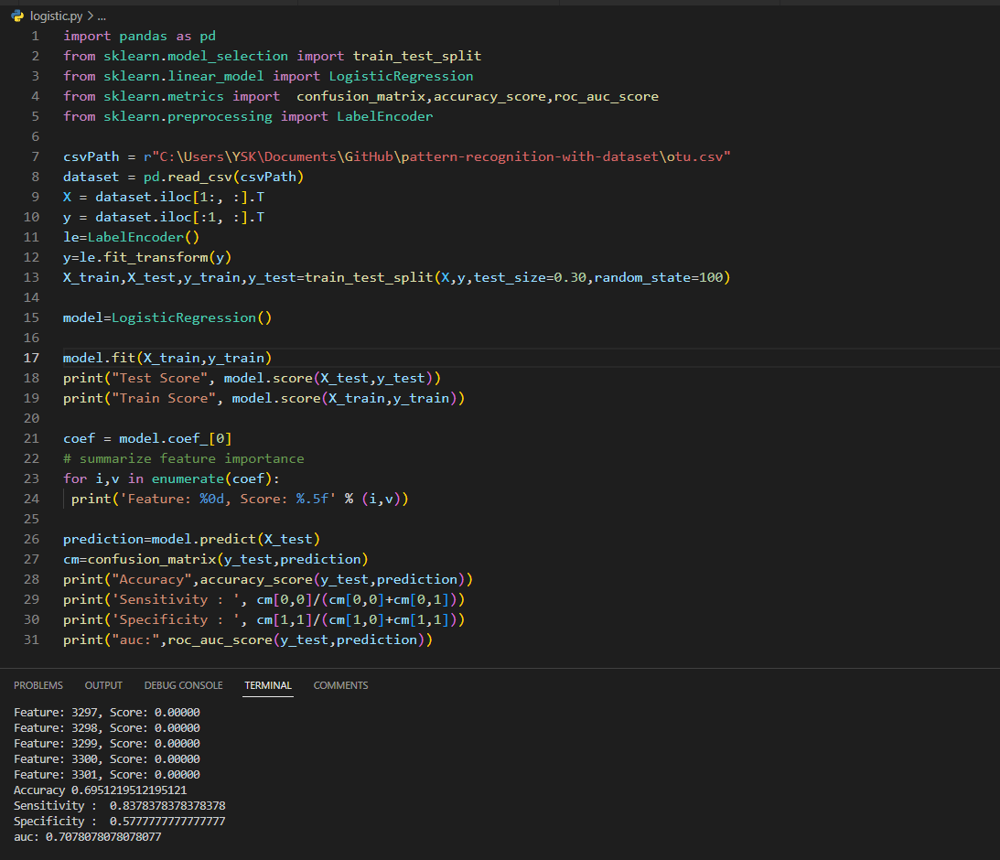 logistic.py > ...
1 import pandas as pd
2 from sklearn.model_selection import train_test_split
3 from sklearn.linear_model import LogisticRegression
4 from sklearn.metrics import  confusion_matrix,accuracy_score,roc_auc_score
5 from sklearn.preprocessing import LabelEncoder
6
7 csvPath = r"C:\Users\YSK\Documents\GitHub\pattern-recognition-with-dataset\otu.csv"
8 dataset = pd.read_csv(csvPath)
9 X = dataset.iloc[1:, :].T
10 y = dataset.iloc[:1, :].T
11 le=LabelEncoder()
12 y=le.fit_transform(y)
13 X_train,X_test,y_train,y_test=train_test_split(X,y,test_size=0.30,random_state=100)
14
15 model=LogisticRegression()
16
17 model.fit(X_train,y_train)
18 print("Test Score", model.score(X_test,y_test))
19 print("Train Score", model.score(X_train,y_train))
20
21 coef = model.coef_[0]
22 # summarize feature importance
23 for i,v in enumerate(coef):
24  print('Feature: %0d, Score: %.5f' % (i,v))
25
26 prediction=model.predict(X_test)
27 cm=confusion_matrix(y_test,prediction)
28 print("Accuracy",accuracy_score(y_test,prediction))
29 print('Sensitivity : ', cm[0,0]/(cm[0,0]+cm[0,1]))
30 print('Specificity : ', cm[1,1]/(cm[1,0]+cm[1,1]))
31 print("auc:",roc_auc_score(y_test,prediction))
PROBLEMS OUTPUT DEBUG CONSOLE TERMINAL COMMENTS
Feature: 3297, Score: 0.00000
Feature: 3298, Score: 0.00000
Feature: 3299, Score: 0.00000
Feature: 3300, Score: 0.00000
Feature: 3301, Score: 0.00000
Accuracy 0.6951219512195121
Sensitivity :  0.8378378378378378
Specificity :  0.5777777777777777
auc: 0.7078078078078077